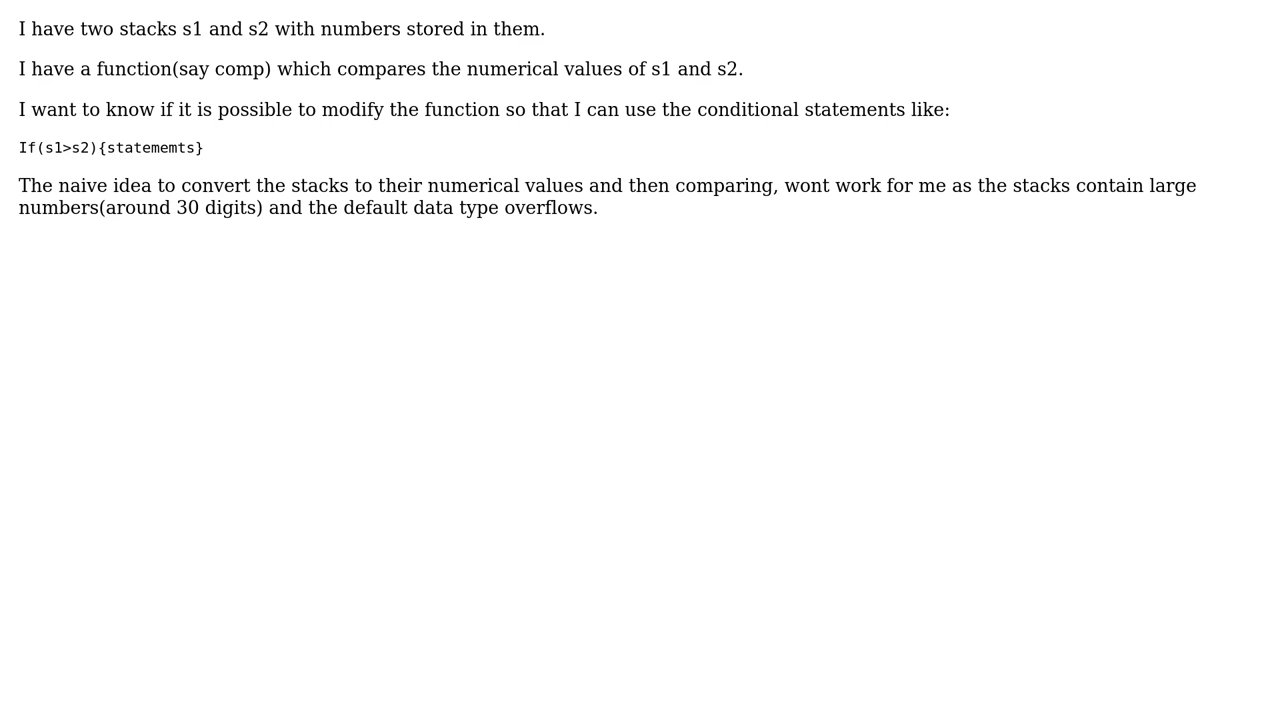 I have two stacks s1 and s2 with numbers stored in them.
I have a function(say comp) which compares the numerical values of s1 and s2.
I want to know if it is possible to modify the function so that I can use the conditional statements like:
If(s1>s2){statememts}
The naive idea to convert the stacks to their numerical values and then comparing, wont work for me as the stacks contain large
numbers(around 30 digits) and the default data type overflows.